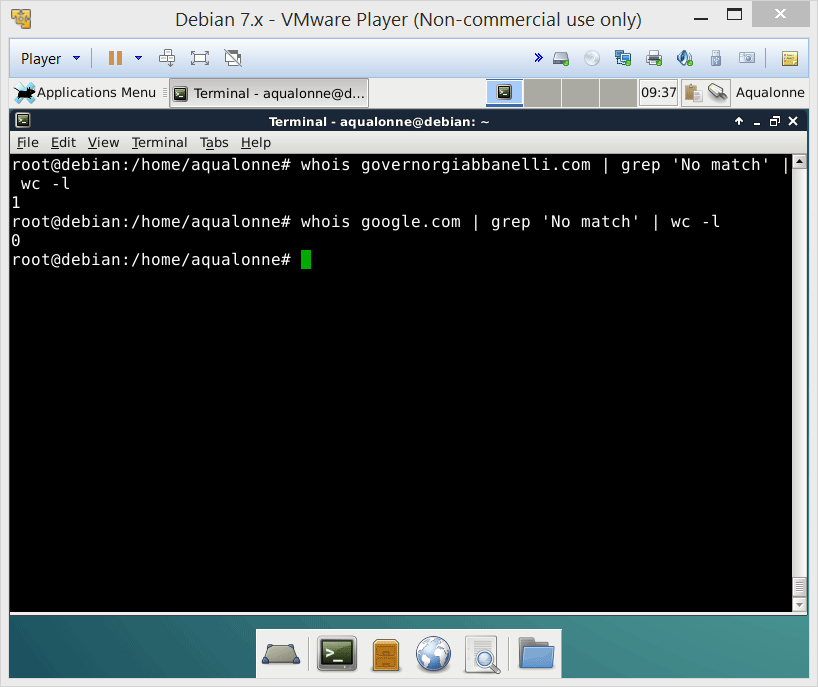 Debian 7.x - VMware Player (Non-commercial use only)
Player
Applications Menu
Terminal - aqualonne@d...
09:37
Aqualonne
Terminal - aqualonne@debian: ~
File Edit View Terminal Tabs Help
root@debian:/home/aqualonne# whois governorgiabbanelli.com | grep 'No match' |
wc -l
1
root@debian:/home/aqualonne# whois google.com | grep 'No match' | wc -l
0
root@debian:/home/aqualonne#